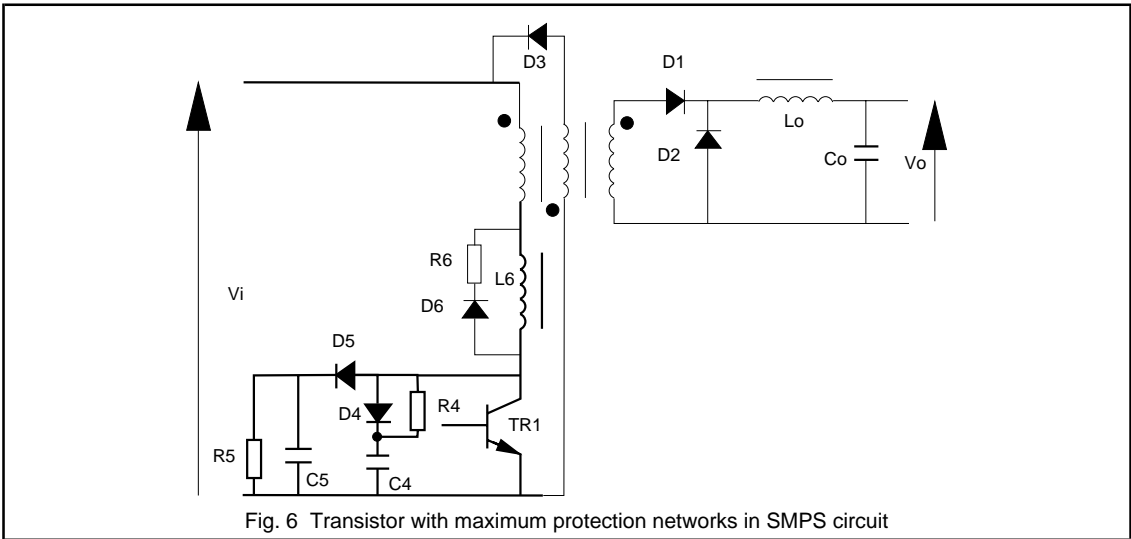 D3
D1
Lo
D2
Co
Vo
R6
L6
Vi
D6
D5
D4
R4
TR1
R5
C5
C4
Fig. 6 Transistor with maximum protection networks in SMPS circuit